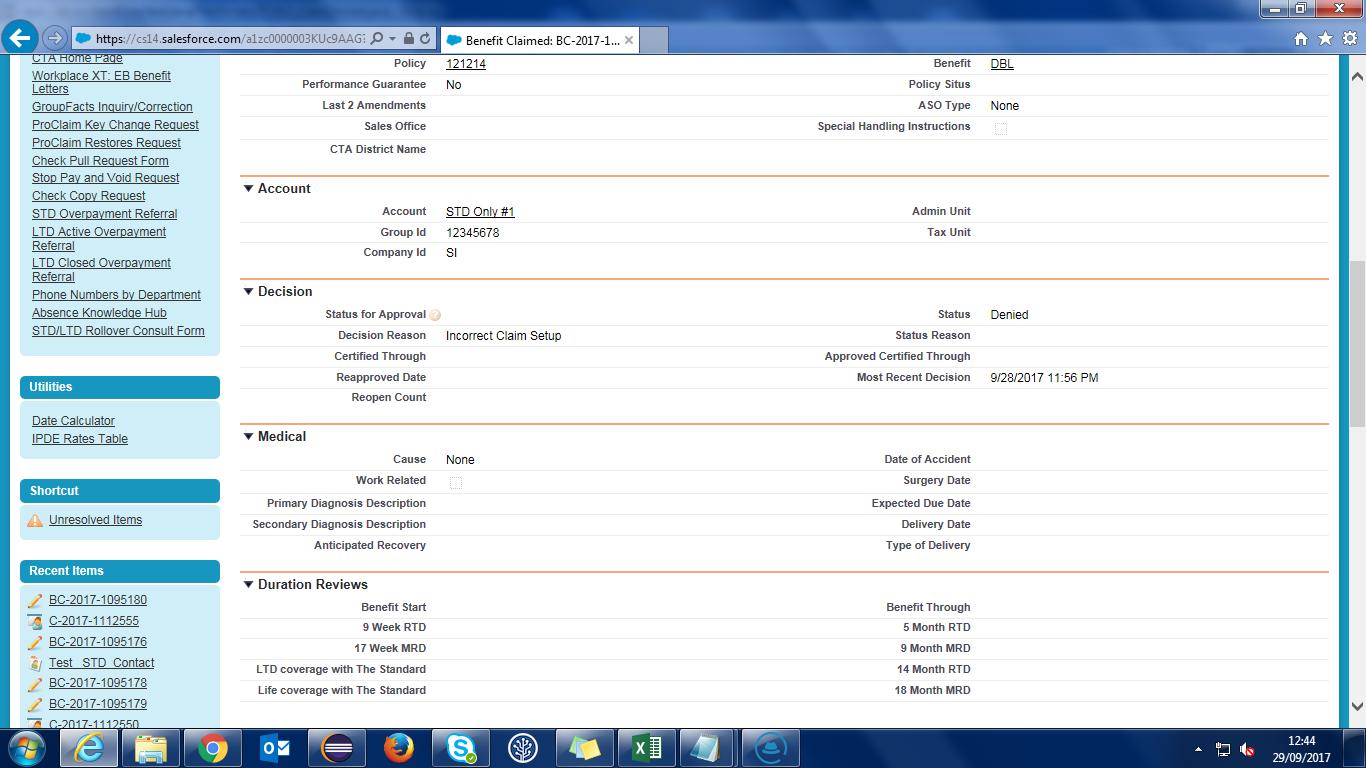 https://cs14.salesforce.com/a1zc0000003KUc9AAG
Benefit Claimed: BC-2017-1...
CTA Home Page
Workplace XT: EB Benefit
Letters
GroupFacts Inquiry/Correction
ProClaim Key Change Request
ProClaim Restores Request
Check Pull Request Form
Stop Pay and Void Request
Check Copy Request
STD Overpayment Referral
LTD Active Overpayment
Referral
LTD Closed Overpayment
Referral
Phone Numbers by Department
Absence Knowledge Hub
STD/LTD Rollover Consult Form
Utilities
Date Calculator
IPDE Rates Table
Shortcut
Unresolved Items
Recent Items
BC-2017-1095180
C-2017-1112555
BC-2017-1095176
Test STD Contact
BC-2017-1095178
BC-2017-1095179
C-2017-1112550
Policy 121214 Benefit DBL
Performance Guarantee No Policy Situs
Last 2 Amendments ASO Type None
Sales Office Special Handling Instructions
CTA District Name
Account
Account STD Only #1 Admin Unit
Group Id 12345678 Tax Unit
Company Id SI
Decision
Status for Approval ? Status Denied
Decision Reason Incorrect Claim Setup Status Reason
Certified Through Approved Certified Through
Reapproved Date Most Recent Decision 9/28/2017 11:56 PM
Reopen Count
Medical
Cause None Date of Accident
Work Related Surgery Date
Primary Diagnosis Description Expected Due Date
Secondary Diagnosis Description Delivery Date
Anticipated Recovery Type of Delivery
Duration Reviews
Benefit Start Benefit Through
9 Week RTD 5 Month RTD
17 Week MRD 9 Month MRD
LTD coverage with The Standard 14 Month RTD
Life coverage with The Standard 18 Month MRD
12:44
29/09/2017